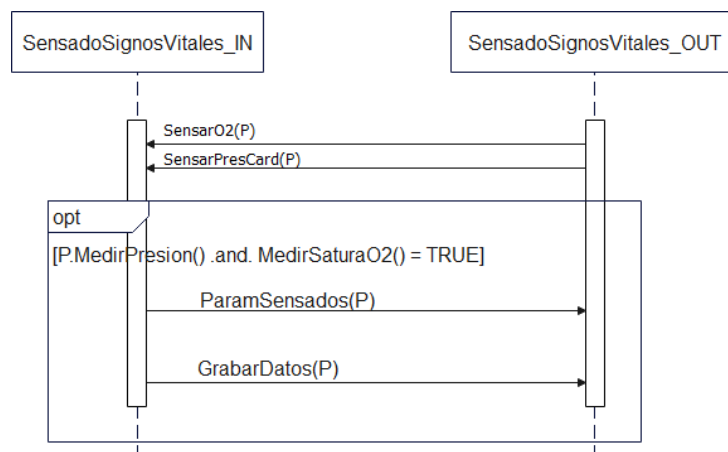 SensadoSignosVitales_IN
SensadoSignosVitales_OUT
SensarO2(P)
SensarPresCard(P)
opt
[P.MedirPresion() .and. MedirSaturaO2() = TRUE]
ParamSensados(P)
GrabarDatos(P)